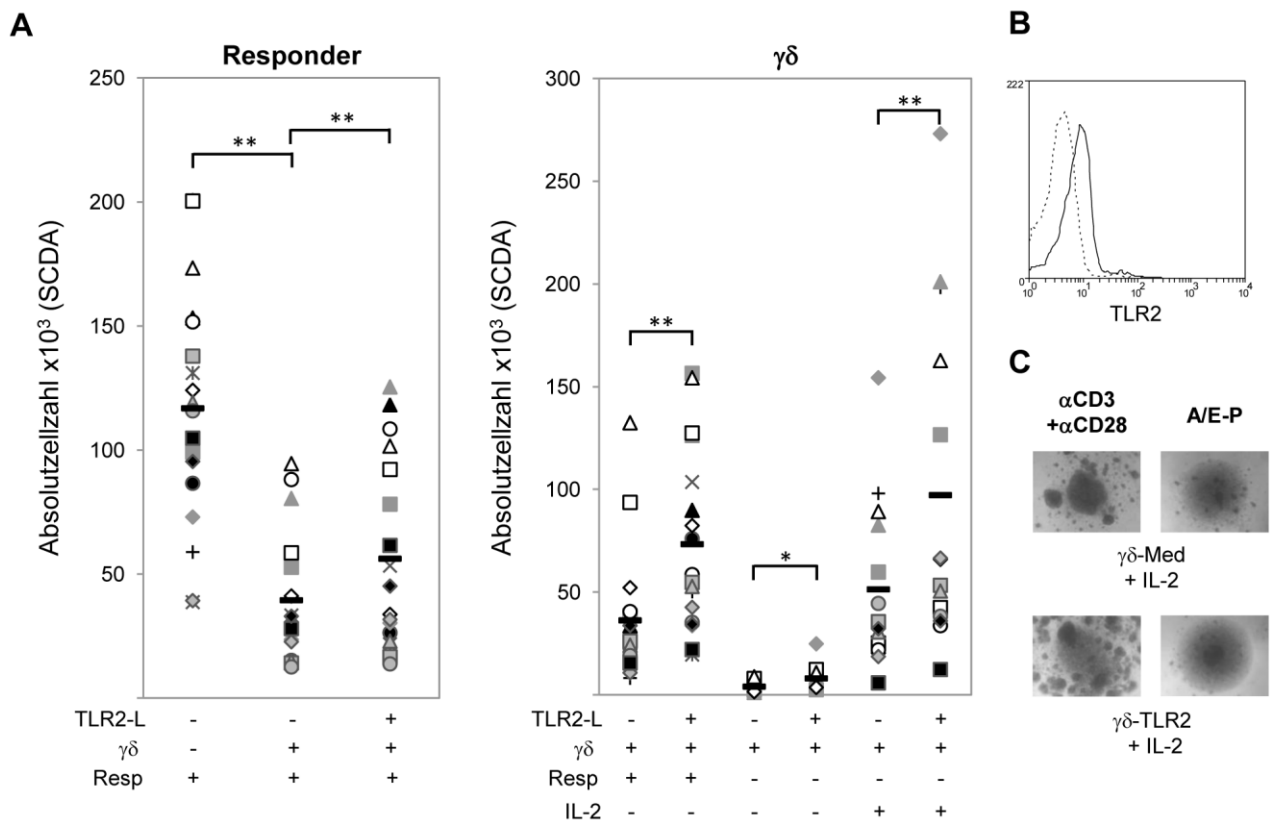 A
Responder
Absolutzellzahl x10³ (SCDA)
250
200
150
100
50
**
**
TLR2-L - - +
γδ - + +
Resp + + +
γδ
Absolutzellzahl x10³ (SCDA)
300
250
200
150
100
50
**
*
**
TLR2-L - + - + - +
γδ + + + + + +
Resp + + - - - -
IL-2 - - - - + +
B
222
0
10⁰ 10¹ 10² 10³ 10⁴
TLR2
C
αCD3
+αCD28
A/E-P
γδ-Med
+ IL-2
γδ-TLR2
+ IL-2